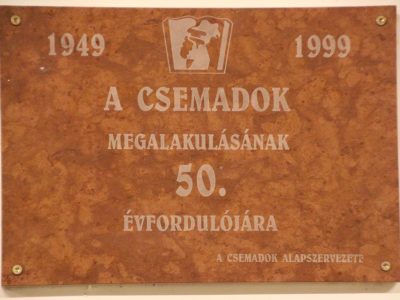 1949 1999
A CSEMADOK
MEGALAKULÁSÁNAK
50.
ÉVFORDULÓJÁRA
A CSEMADOK ALAPSZERVEZETE